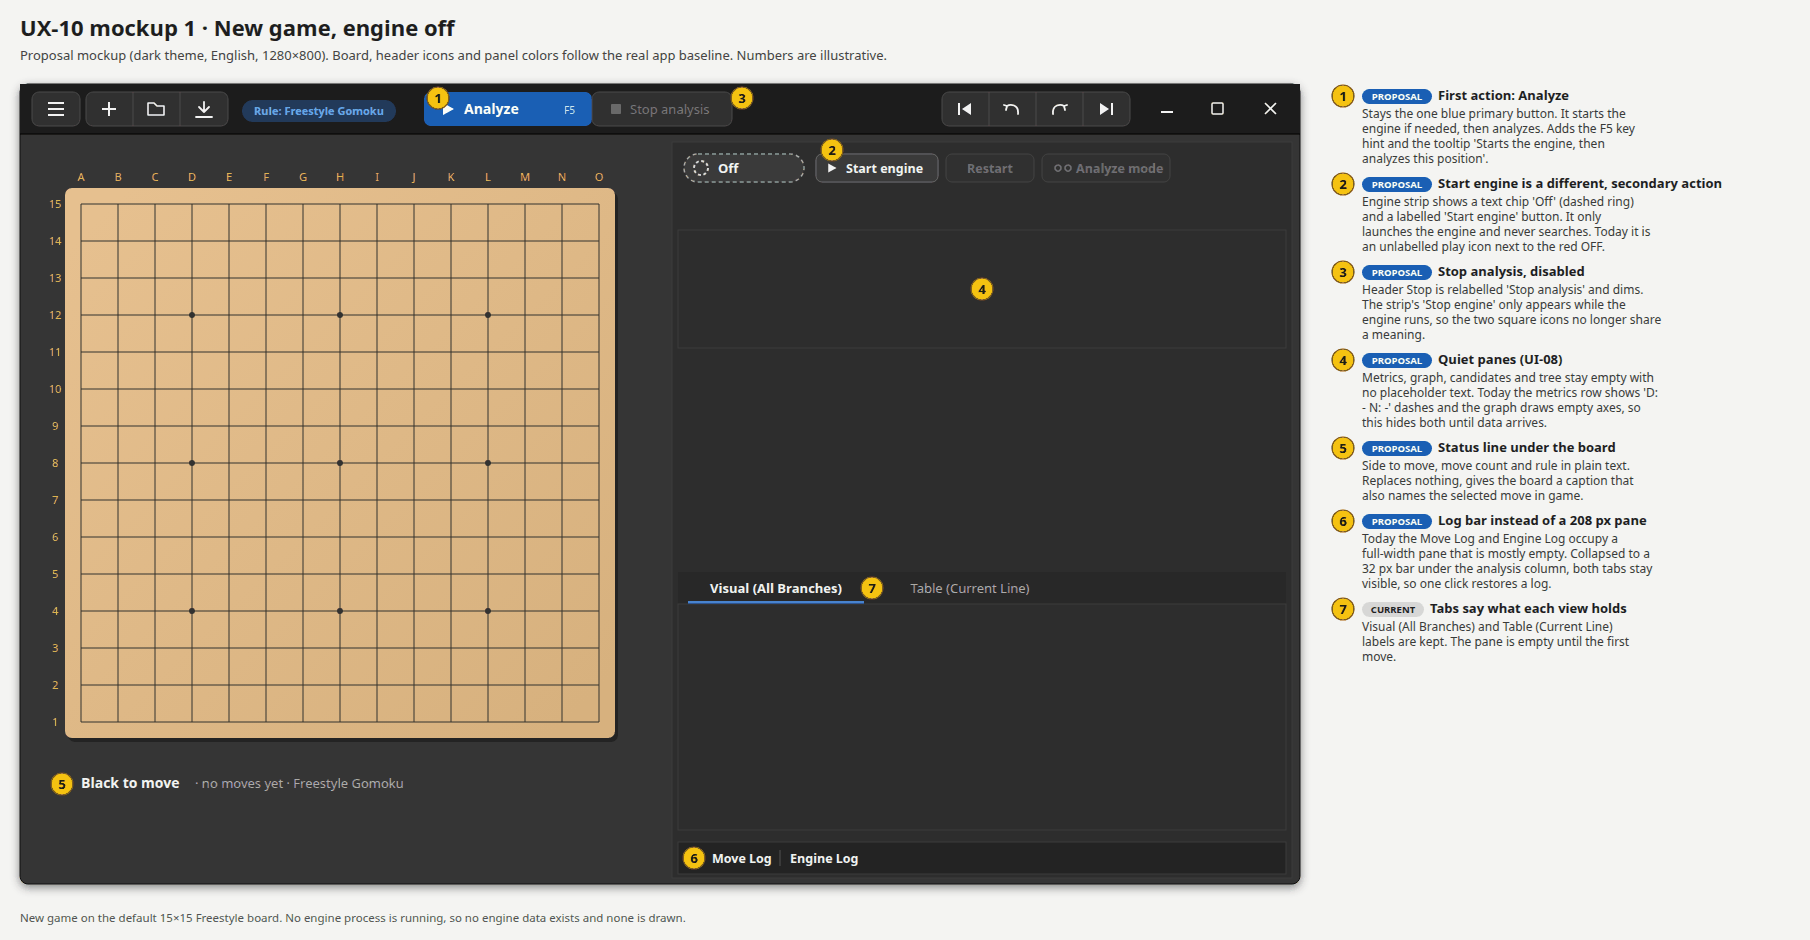 UX-10 mockup 1 · New game, engine off
Proposal mockup (dark theme, English, 1280×800). Board, header icons and panel colors follow the real app baseline. Numbers are illustrative.
Rule: Freestyle Gomoku
1
Analyze
F5
Stop analysis
3
Off
2
Start engine
Restart
Analyze mode
A B C D E F G H I J K L M N O
15
14
13
12
11
10
9
8
7
6
5
4
3
2
1
4
Visual (All Branches)
7
Table (Current Line)
5
Black to move · no moves yet · Freestyle Gomoku
6
Move Log
Engine Log
1 PROPOSAL First action: Analyze
Stays the one blue primary button. It starts the
engine if needed, then analyzes. Adds the F5 key
hint and the tooltip 'Starts the engine, then
analyzes this position'.
2 PROPOSAL Start engine is a different, secondary action
Engine strip shows a text chip 'Off' (dashed ring)
and a labelled 'Start engine' button. It only
launches the engine and never searches. Today it is
an unlabelled play icon next to the red OFF.
3 PROPOSAL Stop analysis, disabled
Header Stop is relabelled 'Stop analysis' and dims.
The strip's 'Stop engine' only appears while the
engine runs, so the two square icons no longer share
a meaning.
4 PROPOSAL Quiet panes (UI-08)
Metrics, graph, candidates and tree stay empty with
no placeholder text. Today the metrics row shows 'D:
- N: -' dashes and the graph draws empty axes, so
this hides both until data arrives.
5 PROPOSAL Status line under the board
Side to move, move count and rule in plain text.
Replaces nothing, gives the board a caption that
also names the selected move in game.
6 PROPOSAL Log bar instead of a 208 px pane
Today the Move Log and Engine Log occupy a
full-width pane that is mostly empty. Collapsed to a
32 px bar under the analysis column, both tabs stay
visible, so one click restores a log.
7 CURRENT Tabs say what each view holds
Visual (All Branches) and Table (Current Line)
labels are kept. The pane is empty until the first
move.
New game on the default 15×15 Freestyle board. No engine process is running, so no engine data exists and none is drawn.